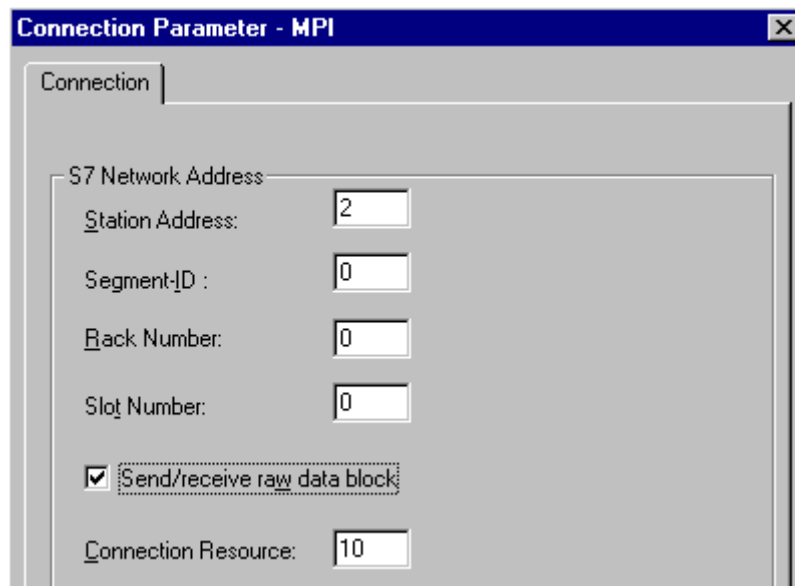 Connection Parameter - MPI
Connection
S7 Network Address
Station Address: 2
Segment-ID : 0
Rack Number: 0
Slot Number: 0
Send/receive raw data block
Connection Resource: 10